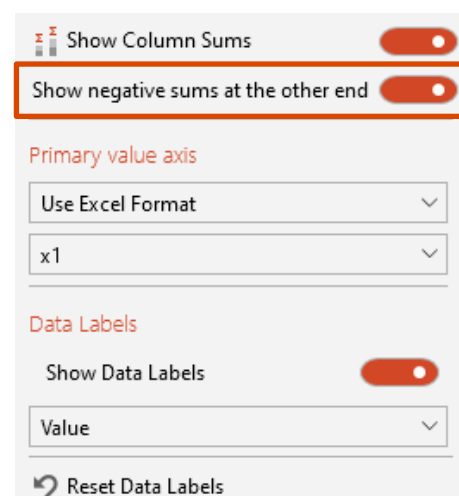 Show Column Sums
Show negative sums at the other end
Primary value axis
Use Excel Format
x1
Data Labels
Show Data Labels
Value
Reset Data Labels